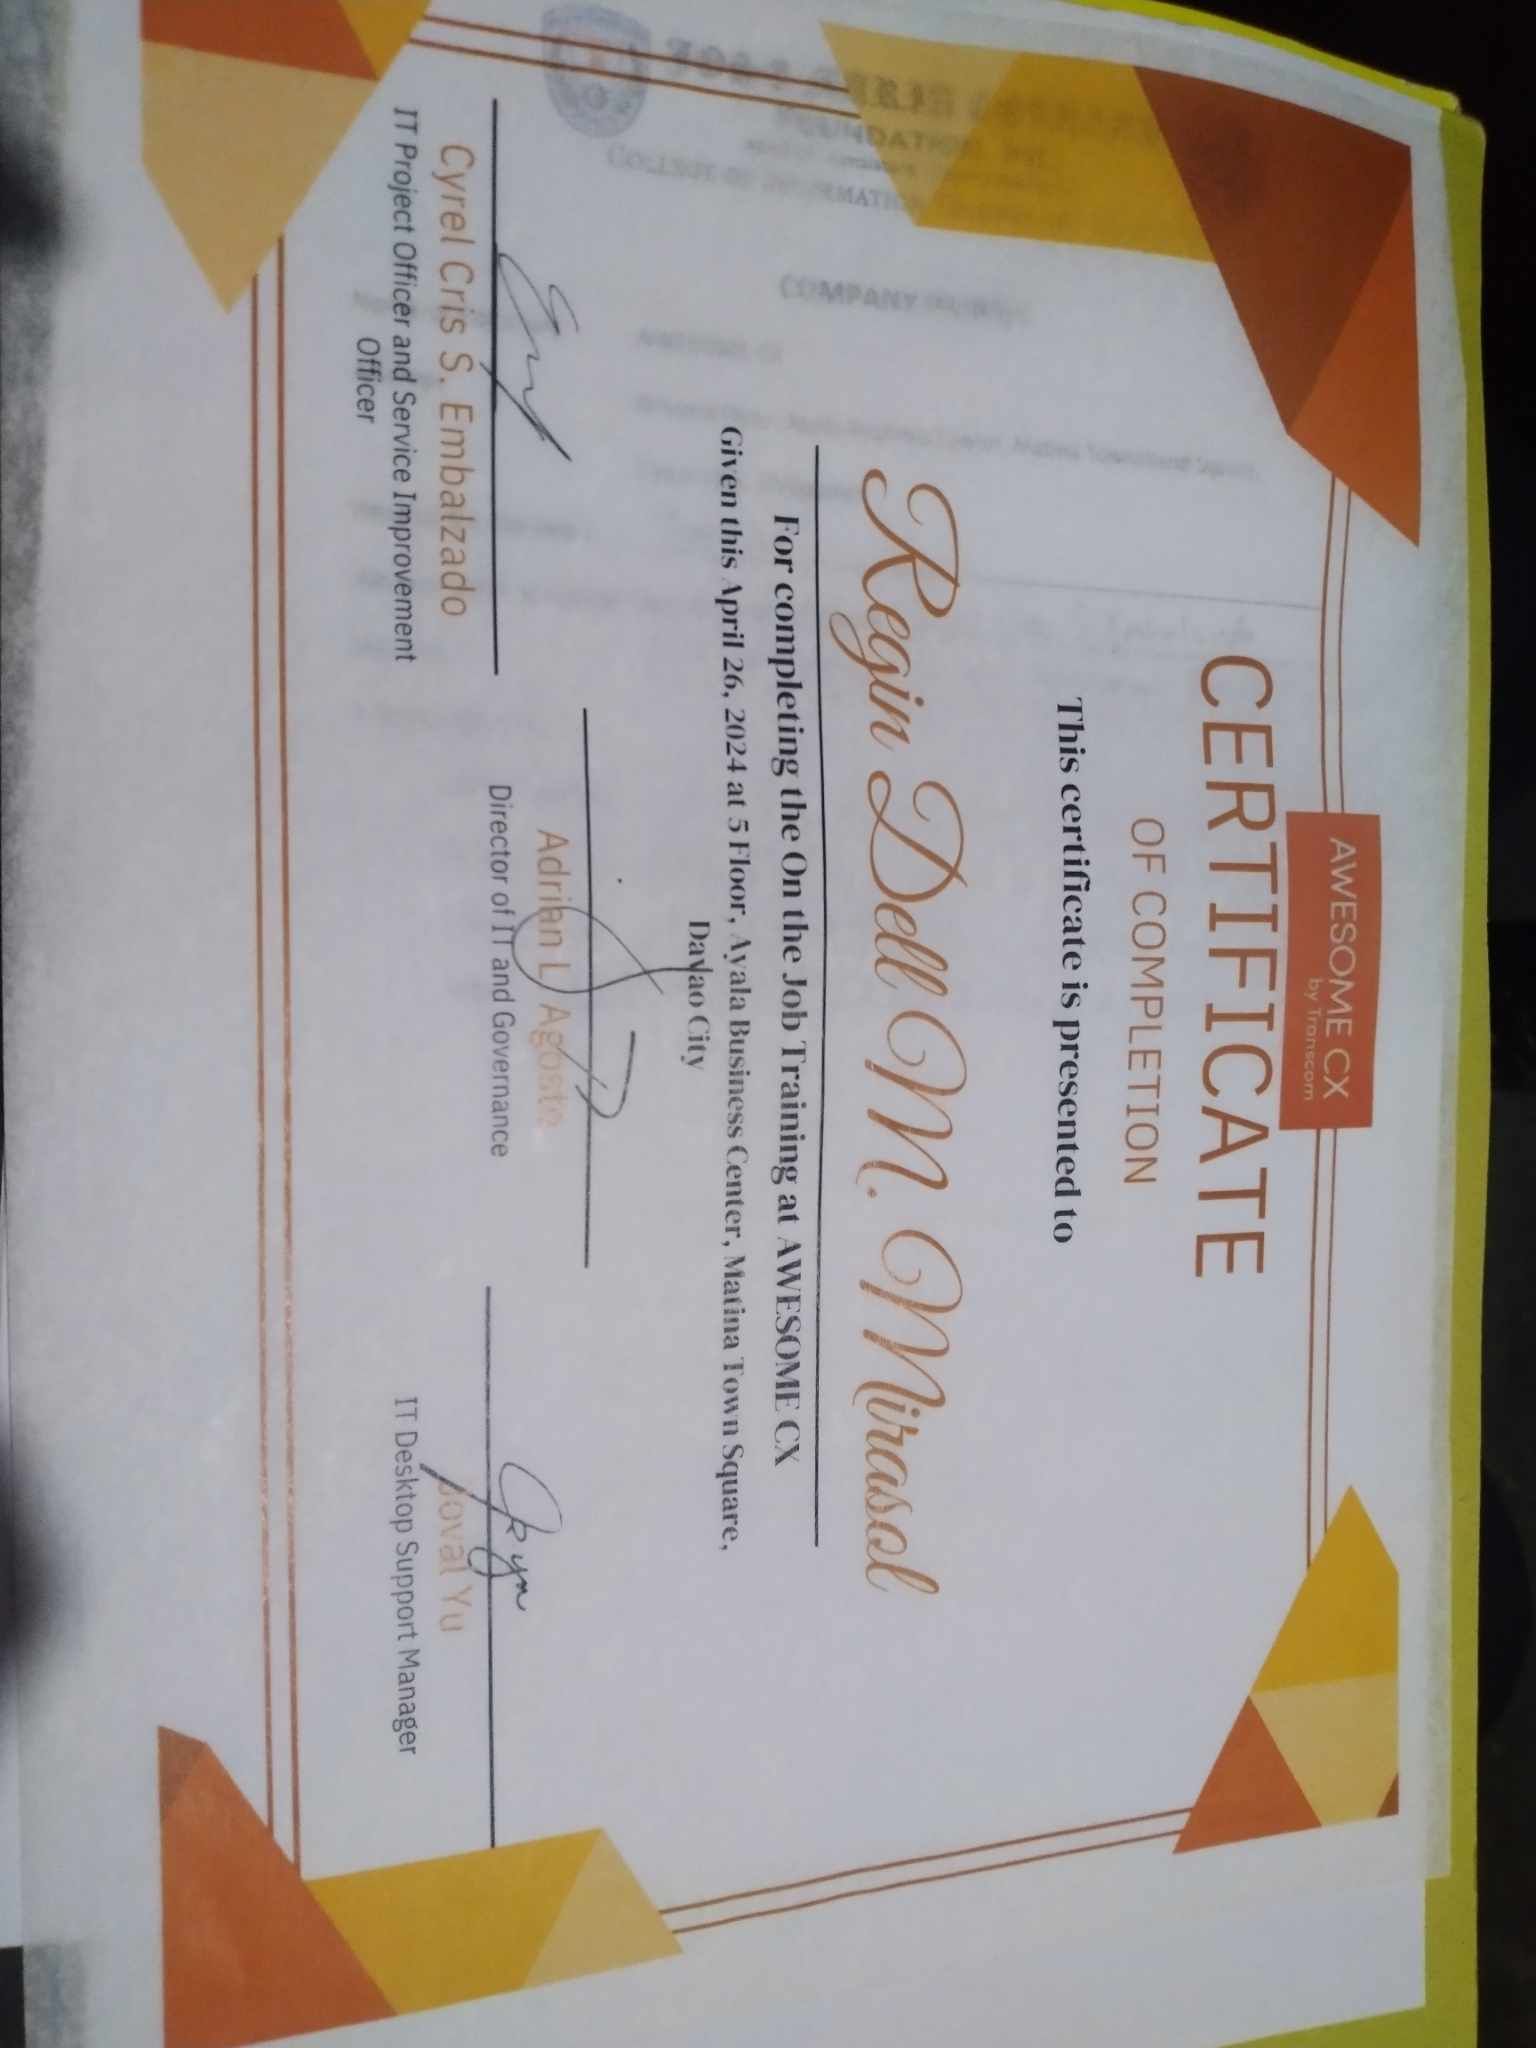 AWESOME CX
by Transcom
CERTIFICATE
OF COMPLETION
This certificate is presented to
Regin Dell M. Mirasol
For completing the On the Job Training at AWESOME CX
Given this April 26, 2024 at 5 Floor, Ayala Business Center, Matina Town Square,
Davao City
Adrian L. Agosto
Director of IT and Governance
Cyrel Cris S. Embalzado
IT Project Officer and Service Improvement
Officer
Joval Yu
IT Desktop Support Manager
COMPANY